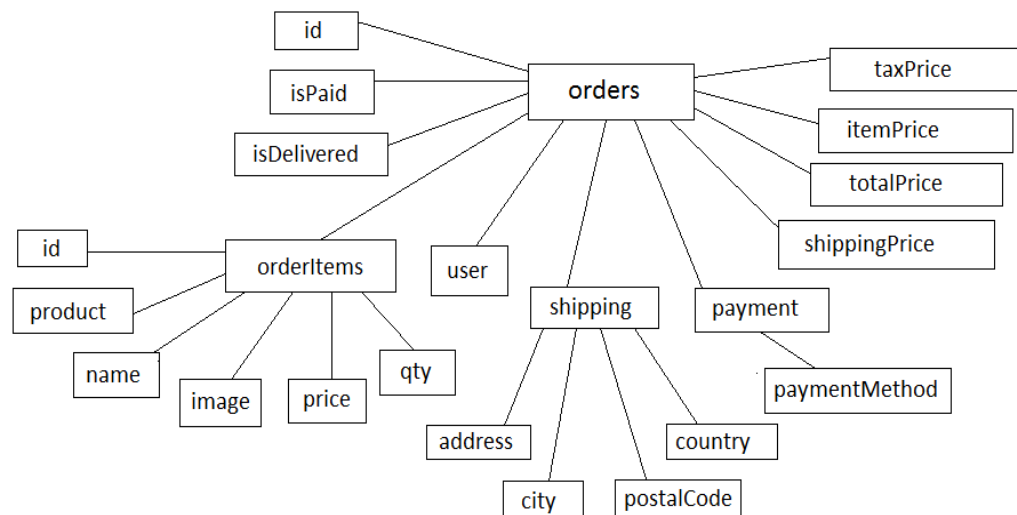 id
taxPrice
orders
isPaid
itemPrice
isDelivered
totalPrice
shippingPrice
id
orderItems
user
product
shipping
payment
name
image
price
qty
paymentMethod
address
country
city
postalCode